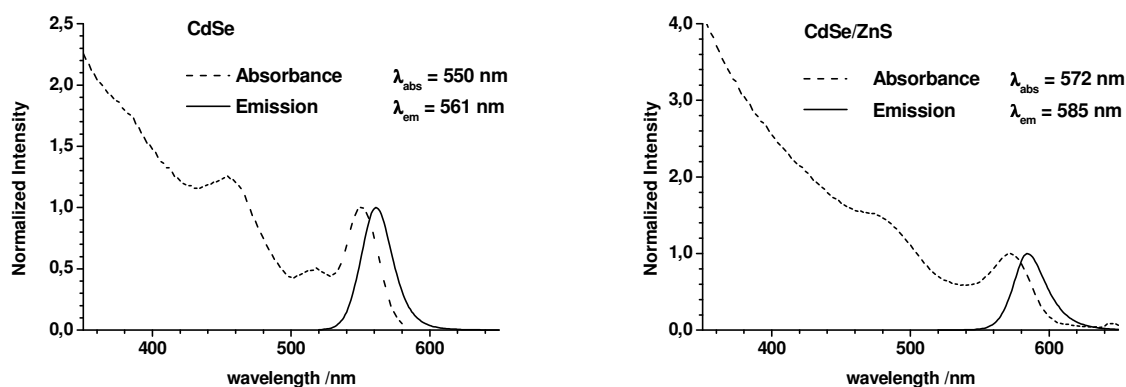 2,5
2,0
1,5
1,0
0,5
0,0
Normalized Intensity
CdSe
Absorbance λabs = 550 nm
Emission λem = 561 nm
400 500 600
wavelength /nm
4,0
3,0
2,0
1,0
0,0
Normalized Intensity
CdSe/ZnS
Absorbance λabs = 572 nm
Emission λem = 585 nm
400 500 600
wavelength /nm